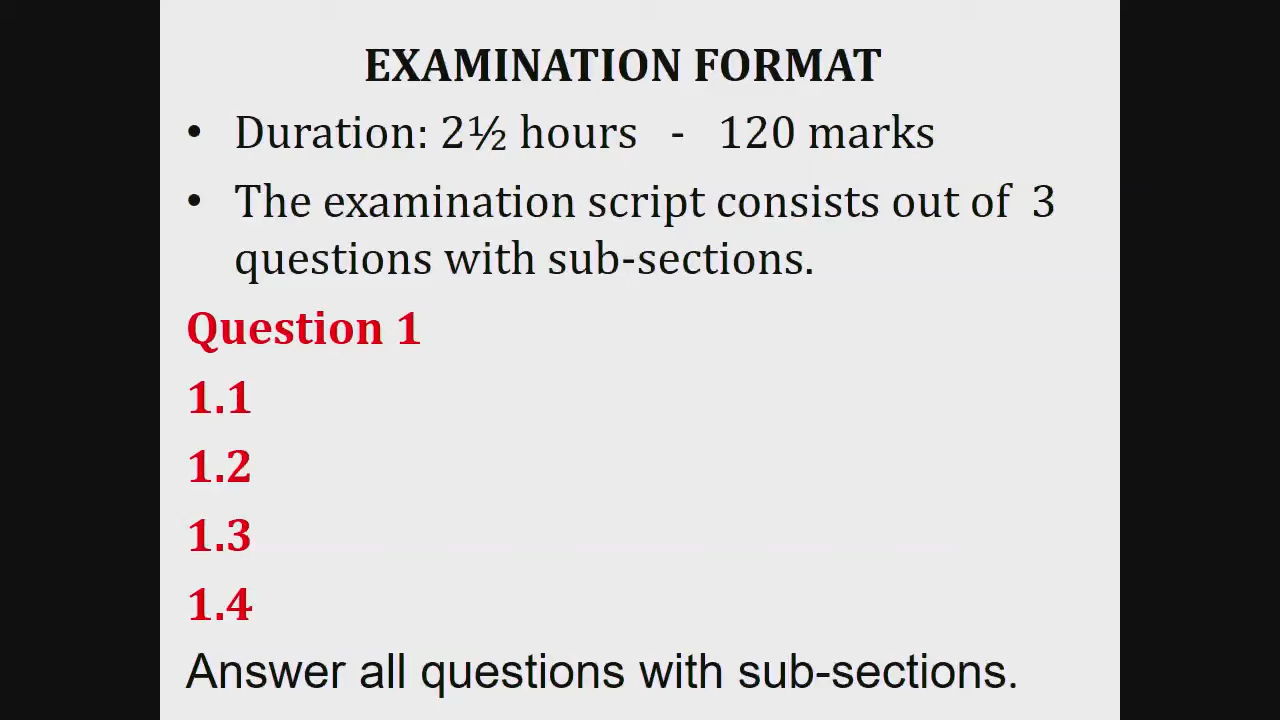 EXAMINATION FORMAT
• Duration: 2½ hours - 120 marks
• The examination script consists out of 3
questions with sub-sections.
Question 1
1.1
1.2
1.3
1.4
Answer all questions with sub-sections.